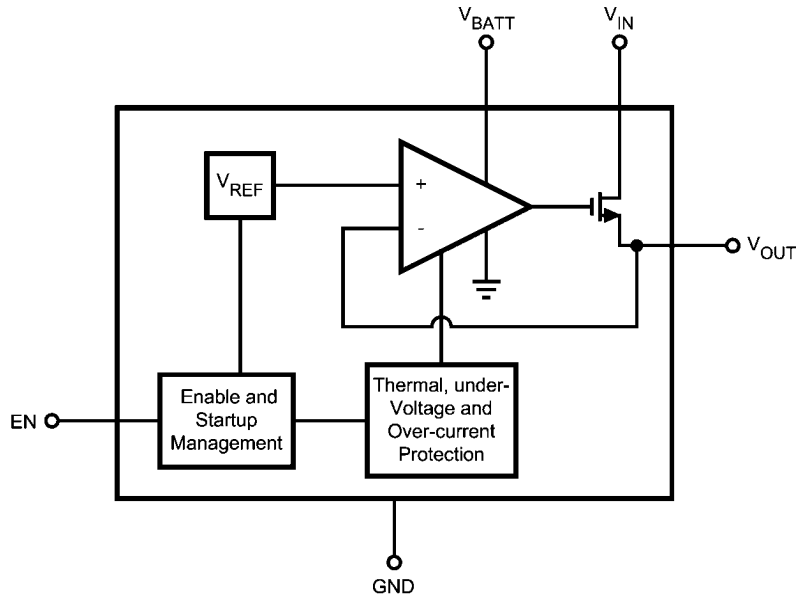 VBATT
VIN
VREF
+
-
VOUT
Enable and
Startup
Management
Thermal, under-
Voltage and
Over-current
Protection
EN
GND